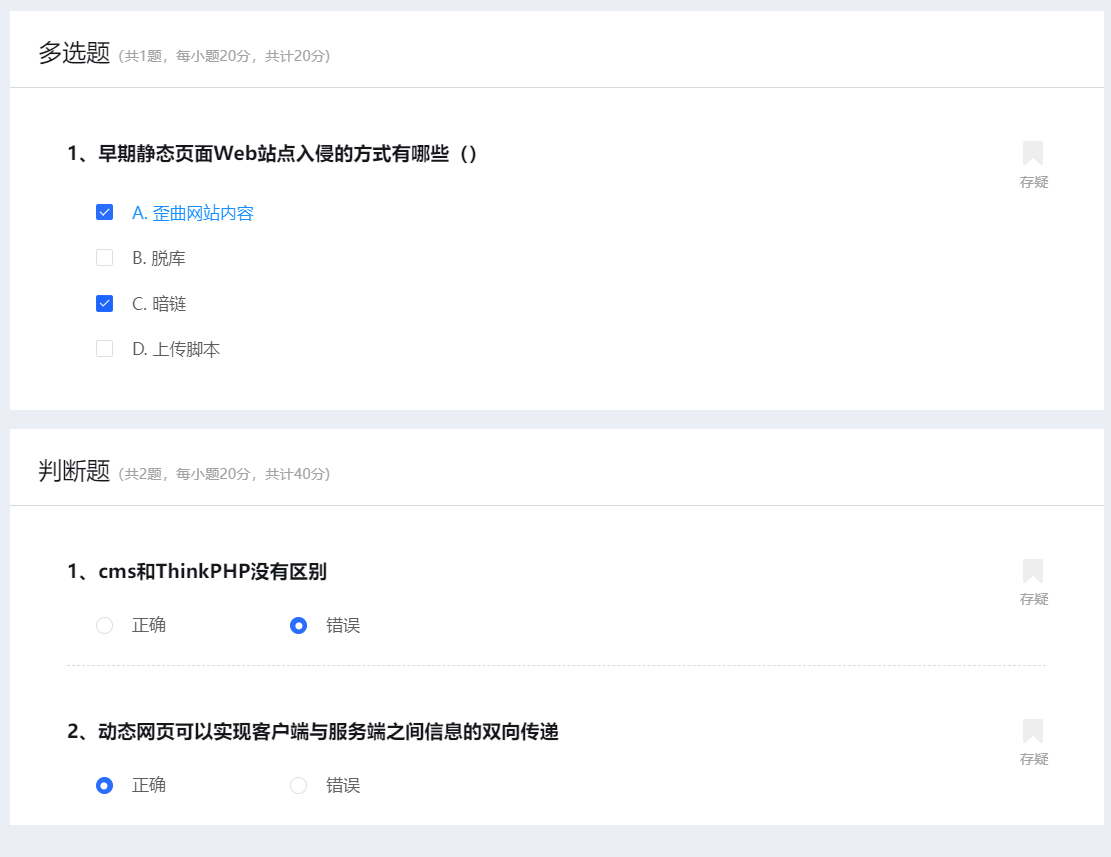 多选题 (共1题，每小题20分，共计20分)
1、早期静态页面Web站点入侵的方式有哪些（）
存疑
A. 歪曲网站内容
B. 脱库
C. 暗链
D. 上传脚本
判断题 (共2题，每小题20分，共计40分)
1、cms和ThinkPHP没有区别
存疑
正确 错误
2、动态网页可以实现客户端与服务端之间信息的双向传递
存疑
正确 错误